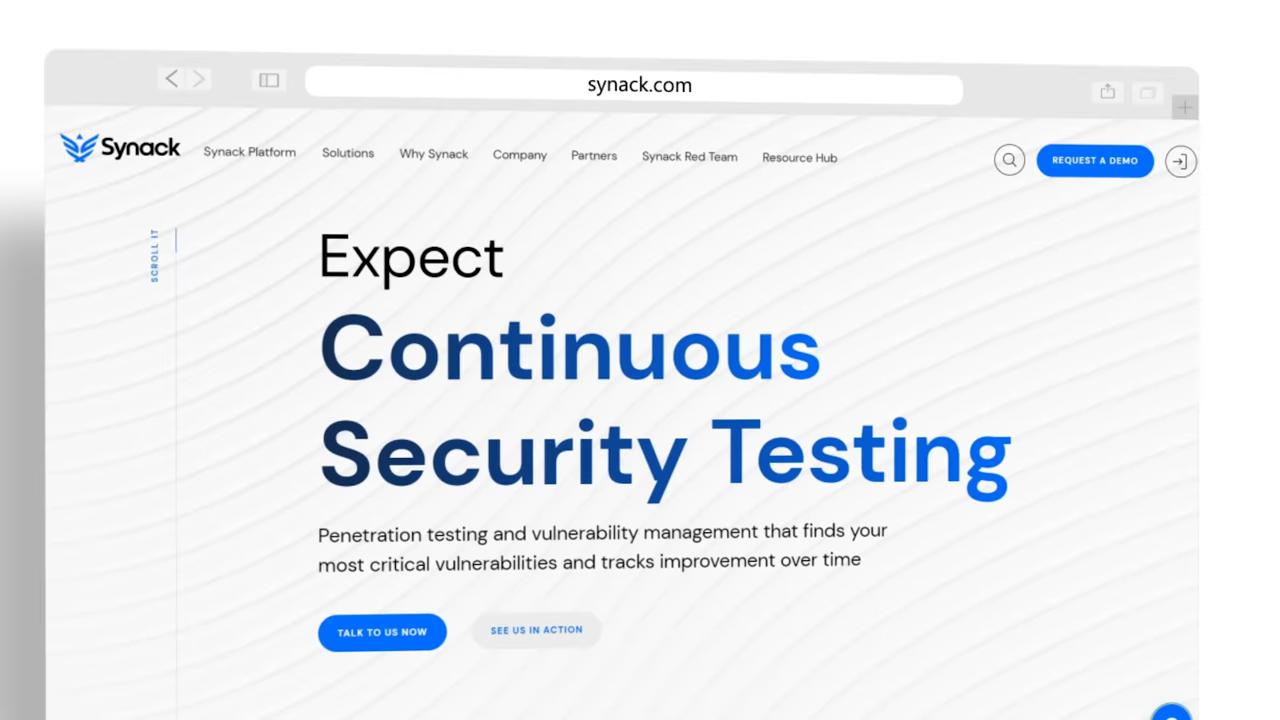 synack.com
Synack
Synack Platform
Solutions
Why Synack
Company
Partners
Synack Red Team
Resource Hub
REQUEST A DEMO
SCROLL IT
Expect
Continuous
Security Testing
Penetration testing and vulnerability management that finds your
most critical vulnerabilities and tracks improvement over time
TALK TO US NOW
SEE US IN ACTION